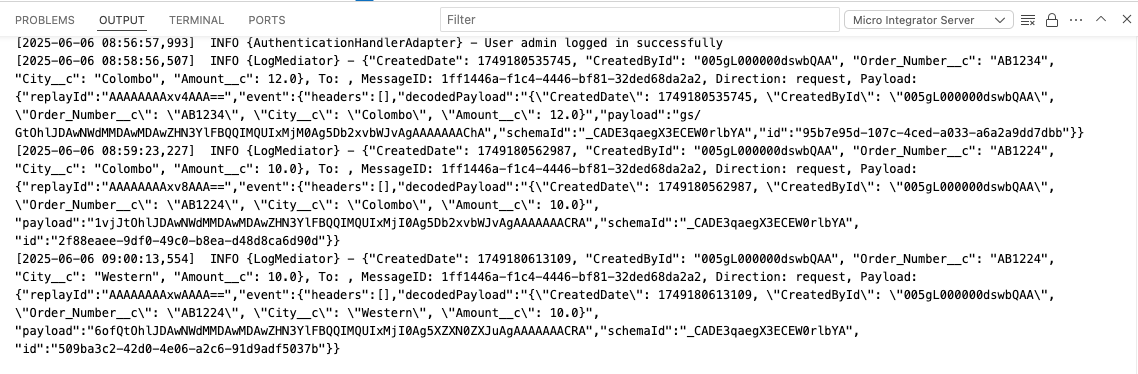 PROBLEMS OUTPUT TERMINAL PORTS Filter Micro Integrator Server
[2025-06-06 08:56:57,993]  INFO {AuthenticationHandlerAdapter} - User admin logged in successfully
[2025-06-06 08:58:56,507]  INFO {LogMediator} - {"CreatedDate": 1749180535745, "CreatedById": "005gL000000dswbQAA", "Order_Number__c": "AB1234",
"City__c": "Colombo", "Amount__c": 12.0}, To: , MessageID: 1ff1446a-f1c4-4446-bf81-32ded68da2a2, Direction: request, Payload:
{"replayId":"AAAAAAAAxv4AAA==","event":{"headers":[],"decodedPayload":"{\"CreatedDate\": 1749180535745, \"CreatedById\": \"005gL000000dswbQAA\",
\"Order_Number__c\": \"AB1234\", \"City__c\": \"Colombo\", \"Amount__c\": 12.0}","payload":"gs/
GtOhlJDAwNWdMMDAwMDAwZHN3YlFBQQIMQUIxMjM0Ag5Db2xvbWJvAgAAAAAAAChA","schemaId":"_CADE3qaegX3ECEW0rlbYA","id":"95b7e95d-107c-4ced-a033-a6a2a9dd7dbb"}}
[2025-06-06 08:59:23,227]  INFO {LogMediator} - {"CreatedDate": 1749180562987, "CreatedById": "005gL000000dswbQAA", "Order_Number__c": "AB1224",
"City__c": "Colombo", "Amount__c": 10.0}, To: , MessageID: 1ff1446a-f1c4-4446-bf81-32ded68da2a2, Direction: request, Payload:
{"replayId":"AAAAAAAAxv8AAA==","event":{"headers":[],"decodedPayload":"{\"CreatedDate\": 1749180562987, \"CreatedById\": \"005gL000000dswbQAA\",
\"Order_Number__c\": \"AB1224\", \"City__c\": \"Colombo\", \"Amount__c\": 10.0}",
"payload":"1vjJtOhlJDAwNWdMMDAwMDAwZHN3YlFBQQIMQUIxMjI0Ag5Db2xvbWJvAgAAAAAAACRA","schemaId":"_CADE3qaegX3ECEW0rlbYA",
"id":"2f88eaee-9df0-49c0-b8ea-d48d8ca6d90d"}}
[2025-06-06 09:00:13,554]  INFO {LogMediator} - {"CreatedDate": 1749180613109, "CreatedById": "005gL000000dswbQAA", "Order_Number__c": "AB1224",
"City__c": "Western", "Amount__c": 10.0}, To: , MessageID: 1ff1446a-f1c4-4446-bf81-32ded68da2a2, Direction: request, Payload:
{"replayId":"AAAAAAAAxwAAAA==","event":{"headers":[],"decodedPayload":"{\"CreatedDate\": 1749180613109, \"CreatedById\": \"005gL000000dswbQAA\",
\"Order_Number__c\": \"AB1224\", \"City__c\": \"Western\", \"Amount__c\": 10.0}",
"payload":"6ofQtOhlJDAwNWdMMDAwMDAwZHN3YlFBQQIMQUIxMjI0Ag5XZXN0ZXJuAgAAAAAAACRA","schemaId":"_CADE3qaegX3ECEW0rlbYA",
"id":"509ba3c2-42d0-4e06-a2c6-91d9adf5037b"}}